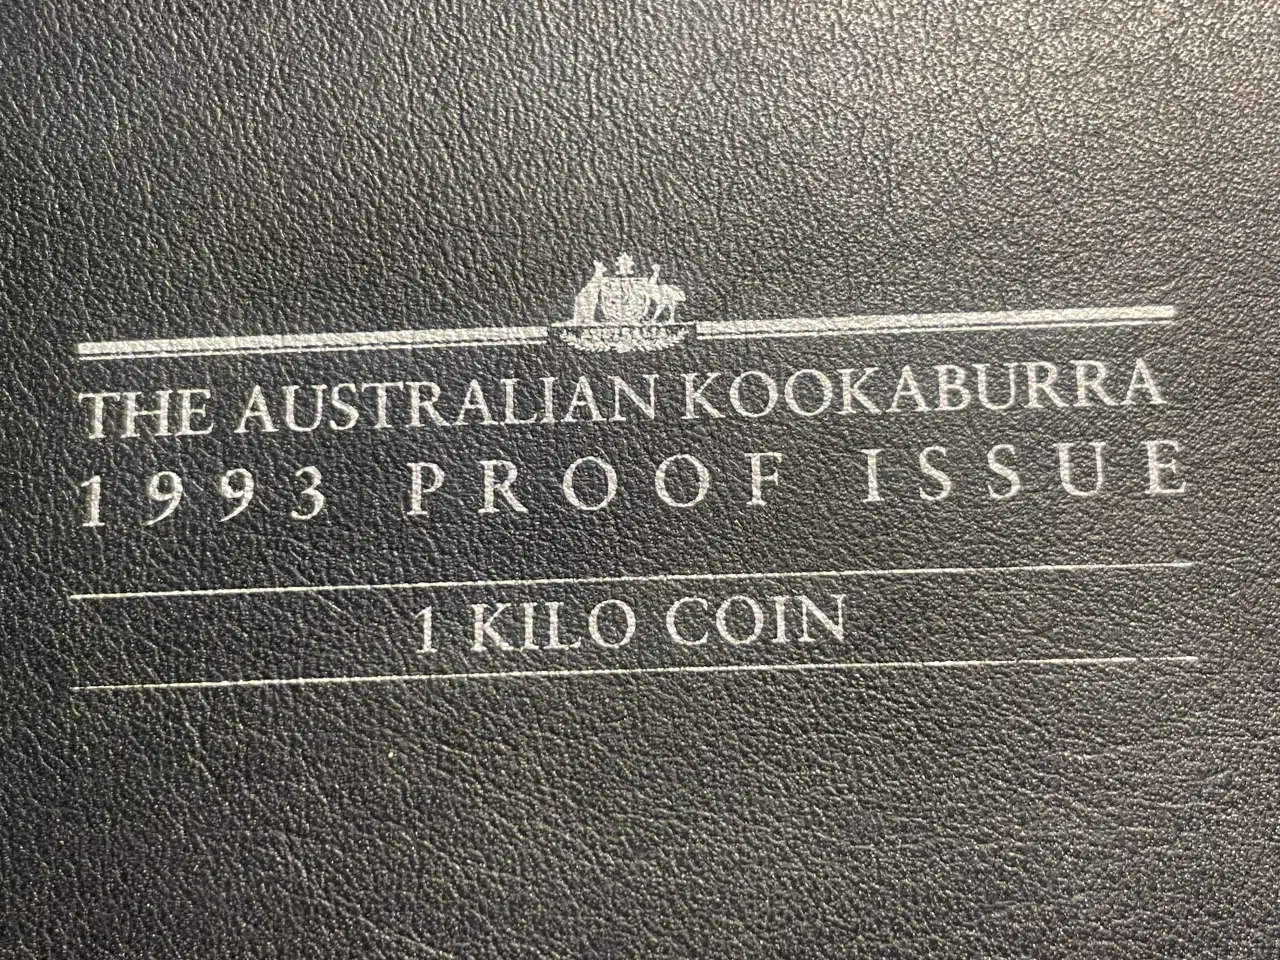 THE AUSTRALIAN KOOKABURRA
1993 PROOF ISSUE
1 KILO COIN